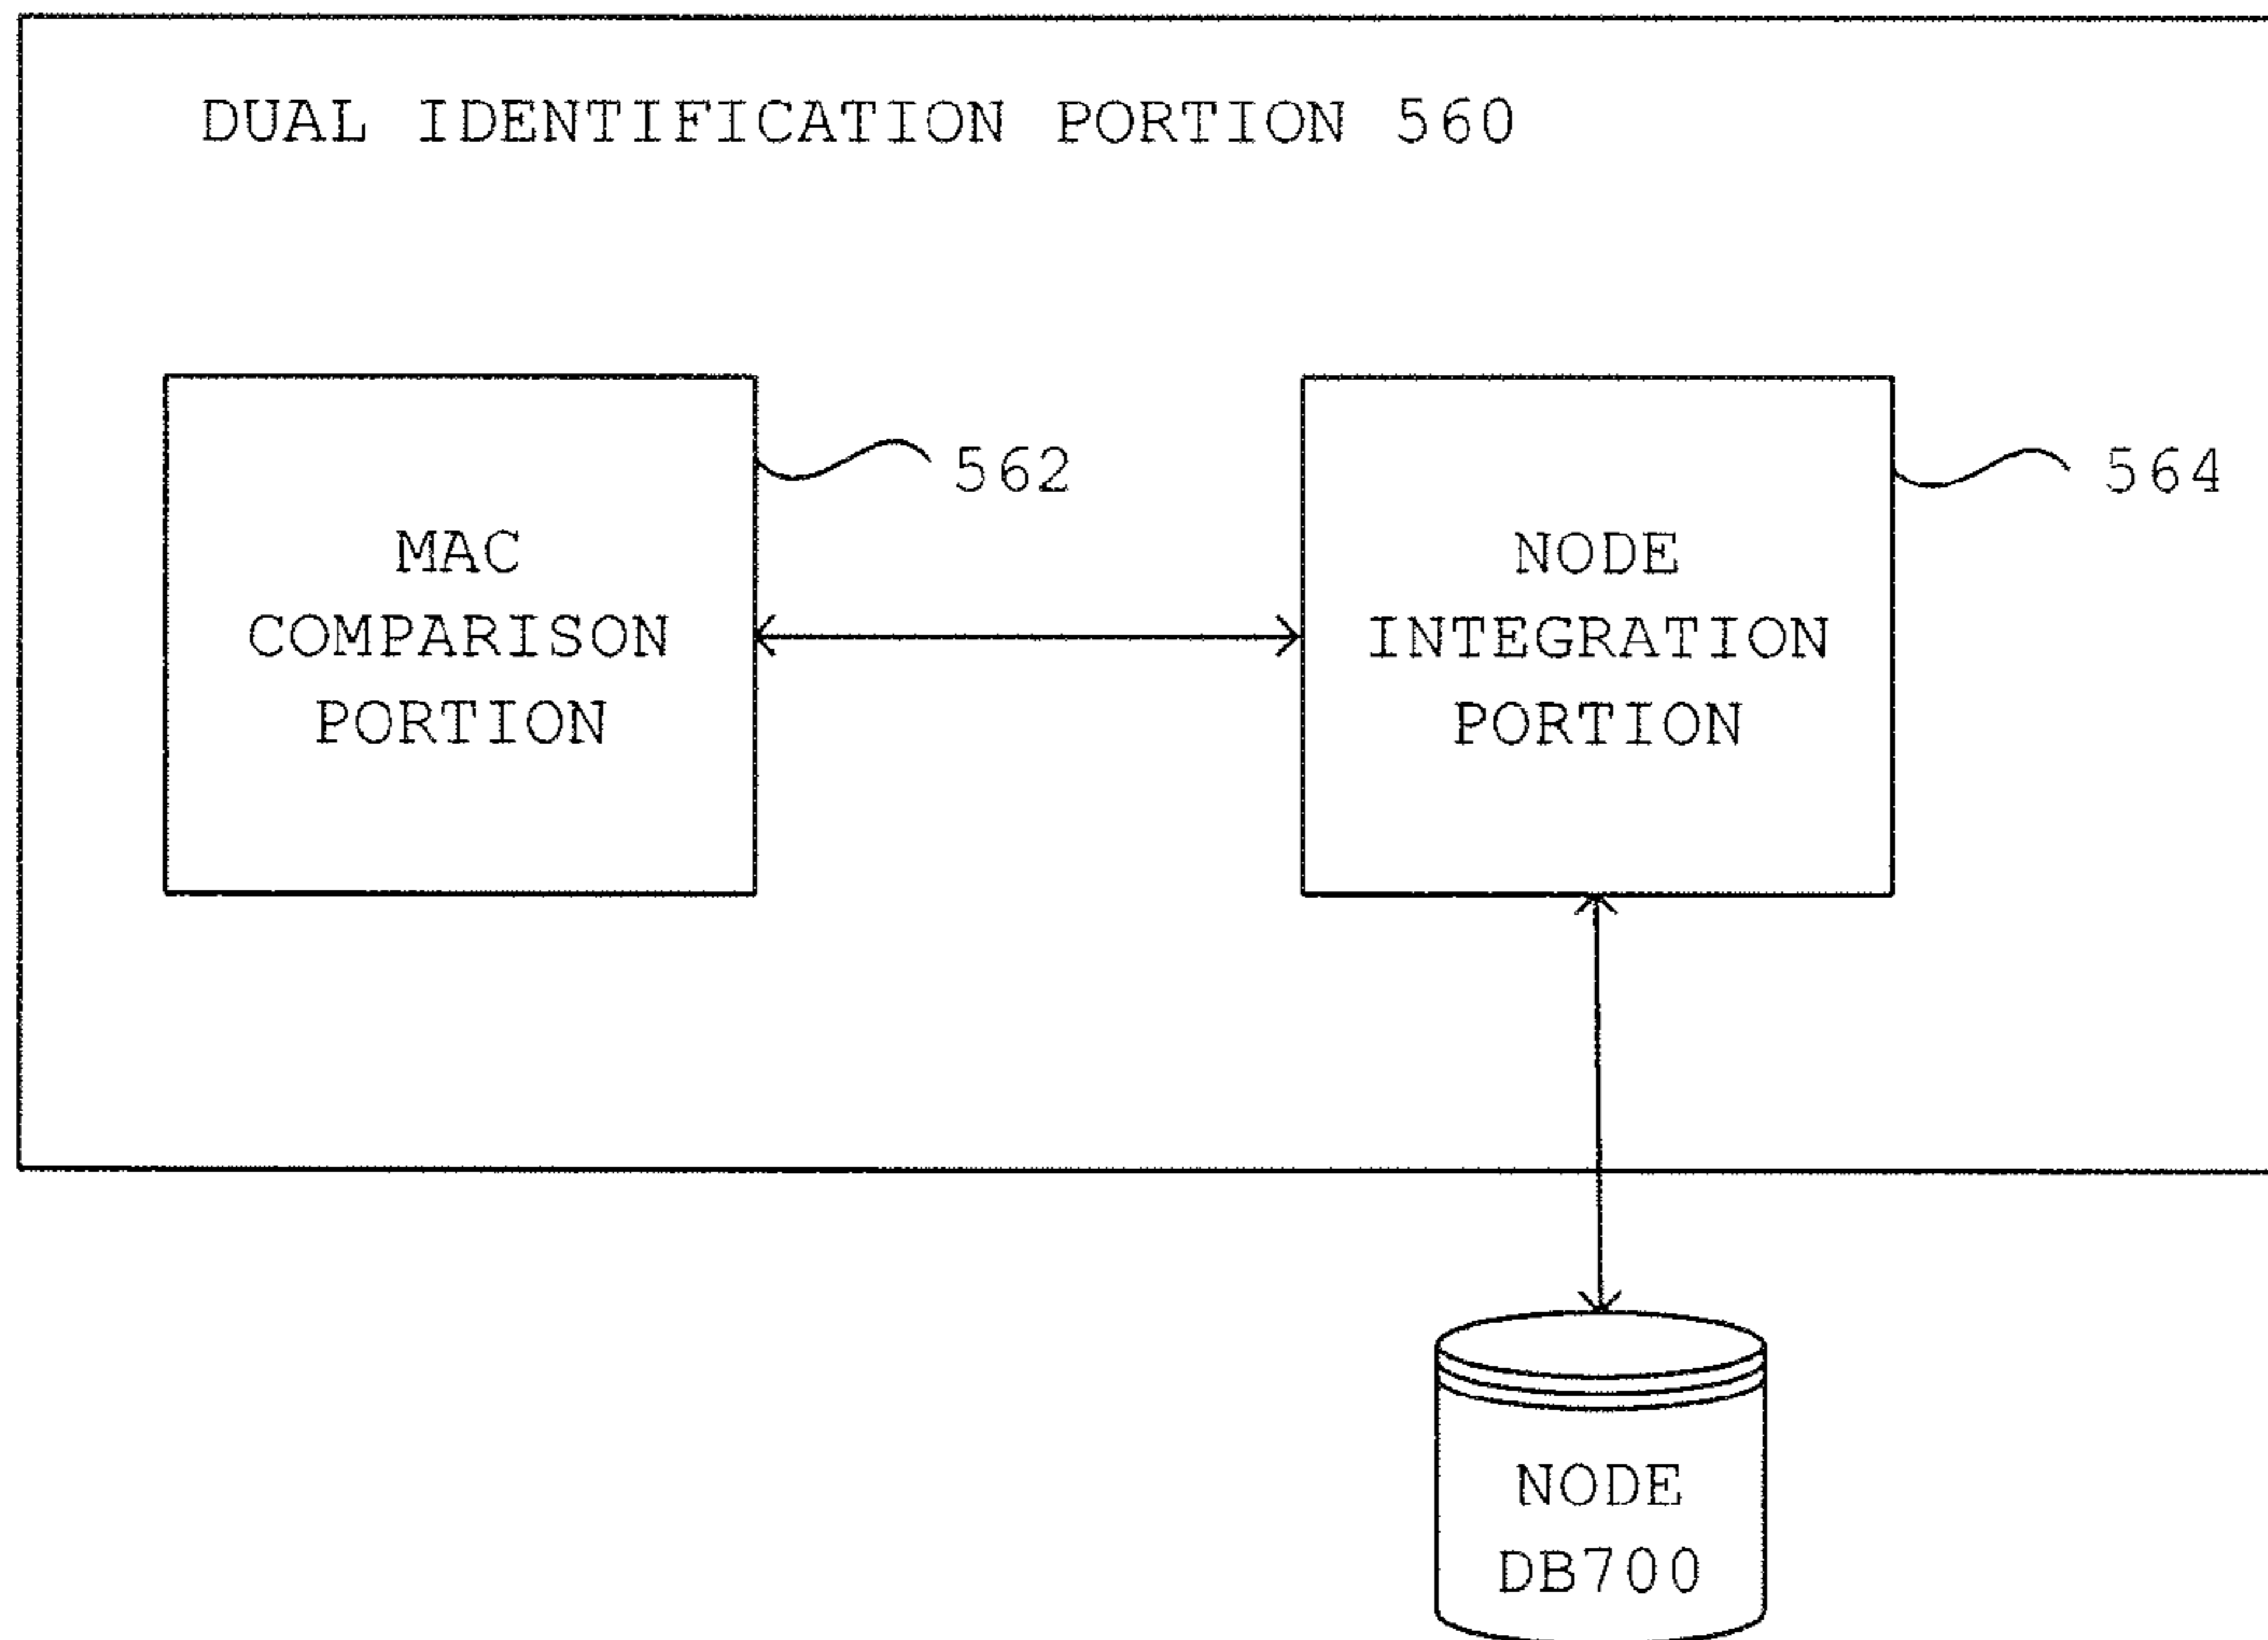 DUAL IDENTIFICATION PORTION 560
562
564
MAC
COMPARISON
PORTION
NODE
INTEGRATION
PORTION
NODE
DB700